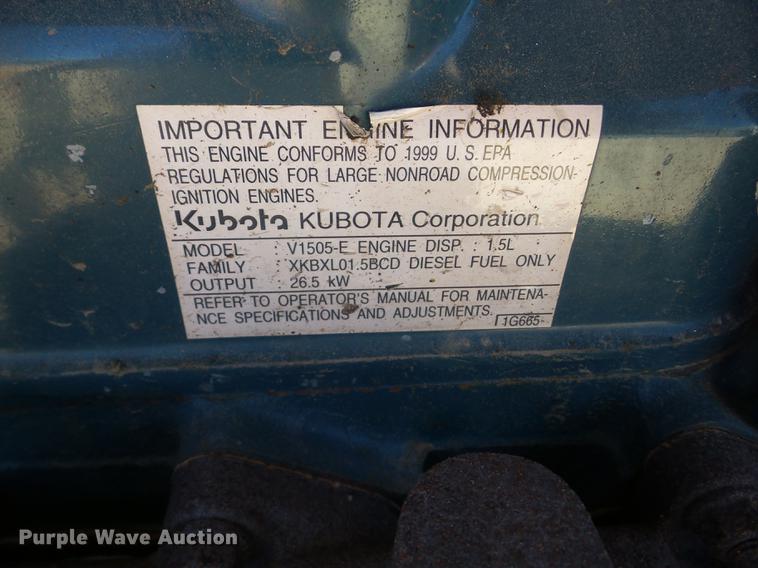 IMPORTANT ENGINE INFORMATION
THIS ENGINE CONFORMS TO 1999 U.S. EPA
REGULATIONS FOR LARGE NONROAD COMPRESSION-
IGNITION ENGINES.
Kubota KUBOTA Corporation
MODEL : V1505-E ENGINE DISP. : 1.5L
FAMILY : XKBXL01.5BCD DIESEL FUEL ONLY
OUTPUT : 26.5 kW
REFER TO OPERATOR'S MANUAL FOR MAINTENA-
NCE SPECIFICATIONS AND ADJUSTMENTS.
1G665-
Purple Wave Auction